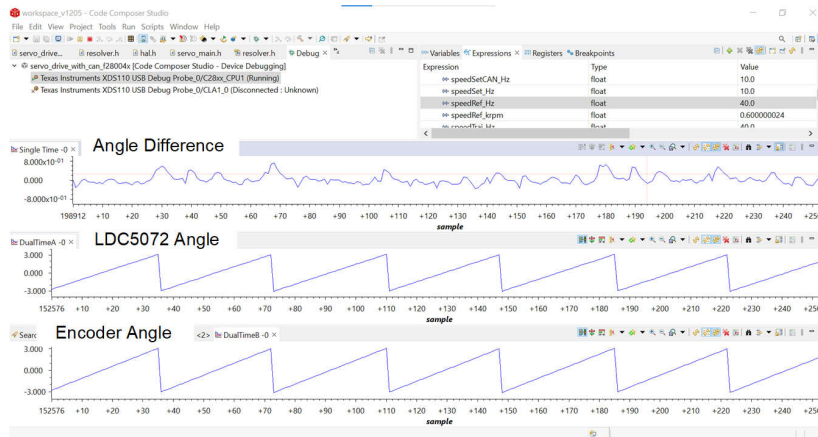 workspace_v1205 - Code Composer Studio
File Edit View Project Tools Run Scripts Window Help
servo_drive... resolver.h hal.h servo_main.h resolver.h Debug ×
servo_drive_with_can_f28004x [Code Composer Studio - Device Debugging]
Texas Instruments XDS110 USB Debug Probe_0/C28xx_CPU1 (Running)
Texas Instruments XDS110 USB Debug Probe_0/CLA1_0 (Disconnected : Unknown)
Variables Expressions × Registers Breakpoints
Expression Type Value
speedSetCAN_Hz float 10.0
speedSet_Hz float 10.0
speedRef_Hz float 40.0
speedRef_krpm float 0.600000024
speedTraj_Hz float 40.0
Single Time -0 × Angle Difference
8.000x10-01
0.000
-8.000x10-01
198912 +10 +20 +30 +40 +50 +60 +70 +80 +90 +100 +110 +120 +130 +140 +150 +160 +170 +180 +190 +200 +210 +220 +230 +240 +25
sample
DualTimeA -0 × LDC5072 Angle
3.000
0.000
-3.000
152576 +10 +20 +30 +40 +50 +60 +70 +80 +90 +100 +110 +120 +130 +140 +150 +160 +170 +180 +190 +200 +210 +220 +230 +240 +25
sample
Searc Encoder Angle <2> DualTimeB -0 ×
3.000
0.000
-3.000
152576 +10 +20 +30 +40 +50 +60 +70 +80 +90 +100 +110 +120 +130 +140 +150 +160 +170 +180 +190 +200 +210 +220 +230 +240 +25
sample